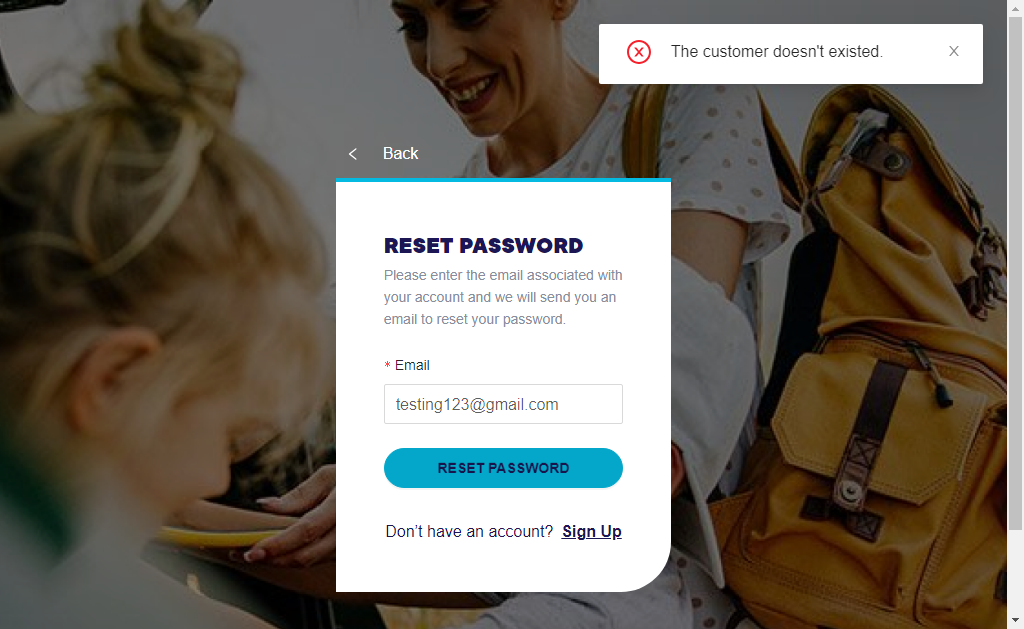 The customer doesn't existed.
Back
RESET PASSWORD
Please enter the email associated with
your account and we will send you an
email to reset your password.
* Email
testing123@gmail.com
RESET PASSWORD
Don't have an account? Sign Up